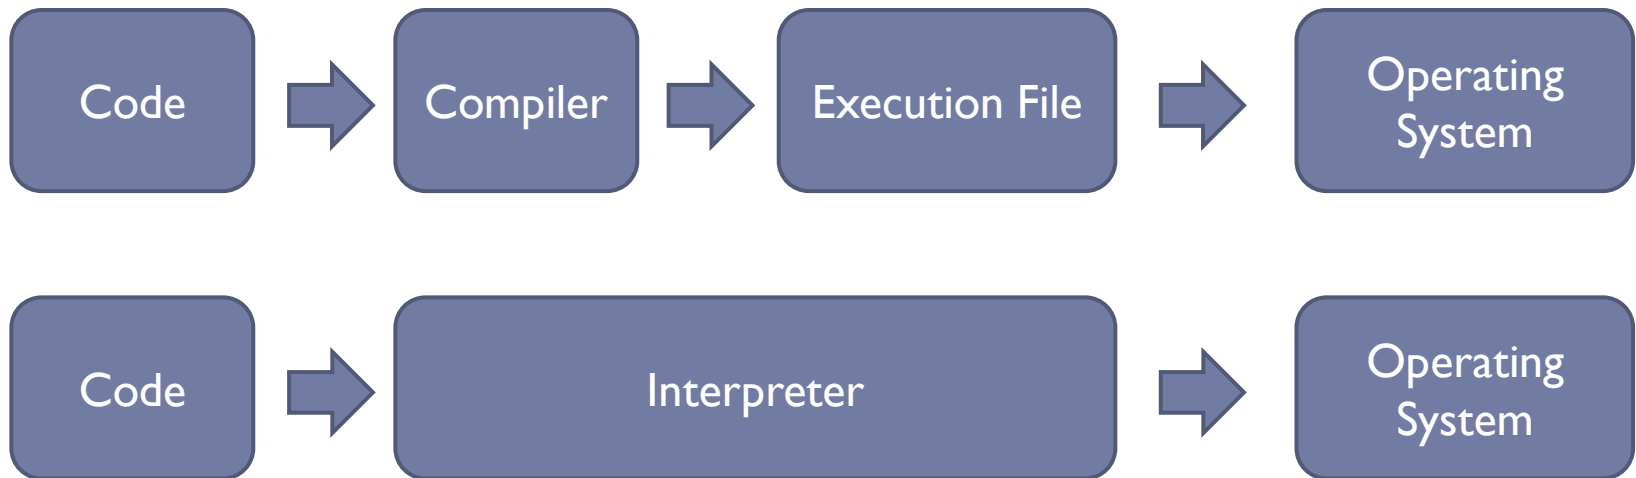 Code
Compiler
Execution File
Operating
System
Code
Interpreter
Operating
System